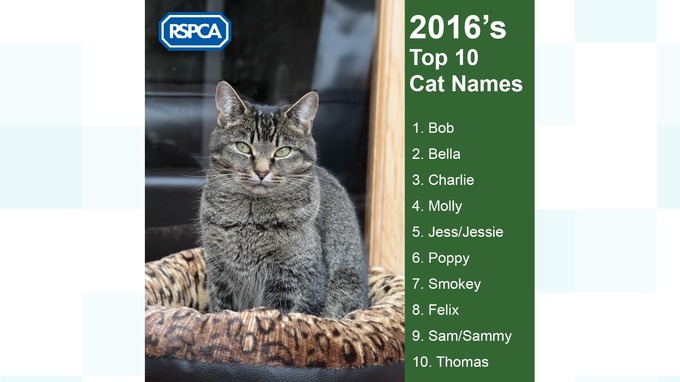 RSPCA
2016's
Top 10
Cat Names
1. Bob
2. Bella
3. Charlie
4. Molly
5. Jess/Jessie
6. Poppy
7. Smokey
8. Felix
9. Sam/Sammy
10. Thomas